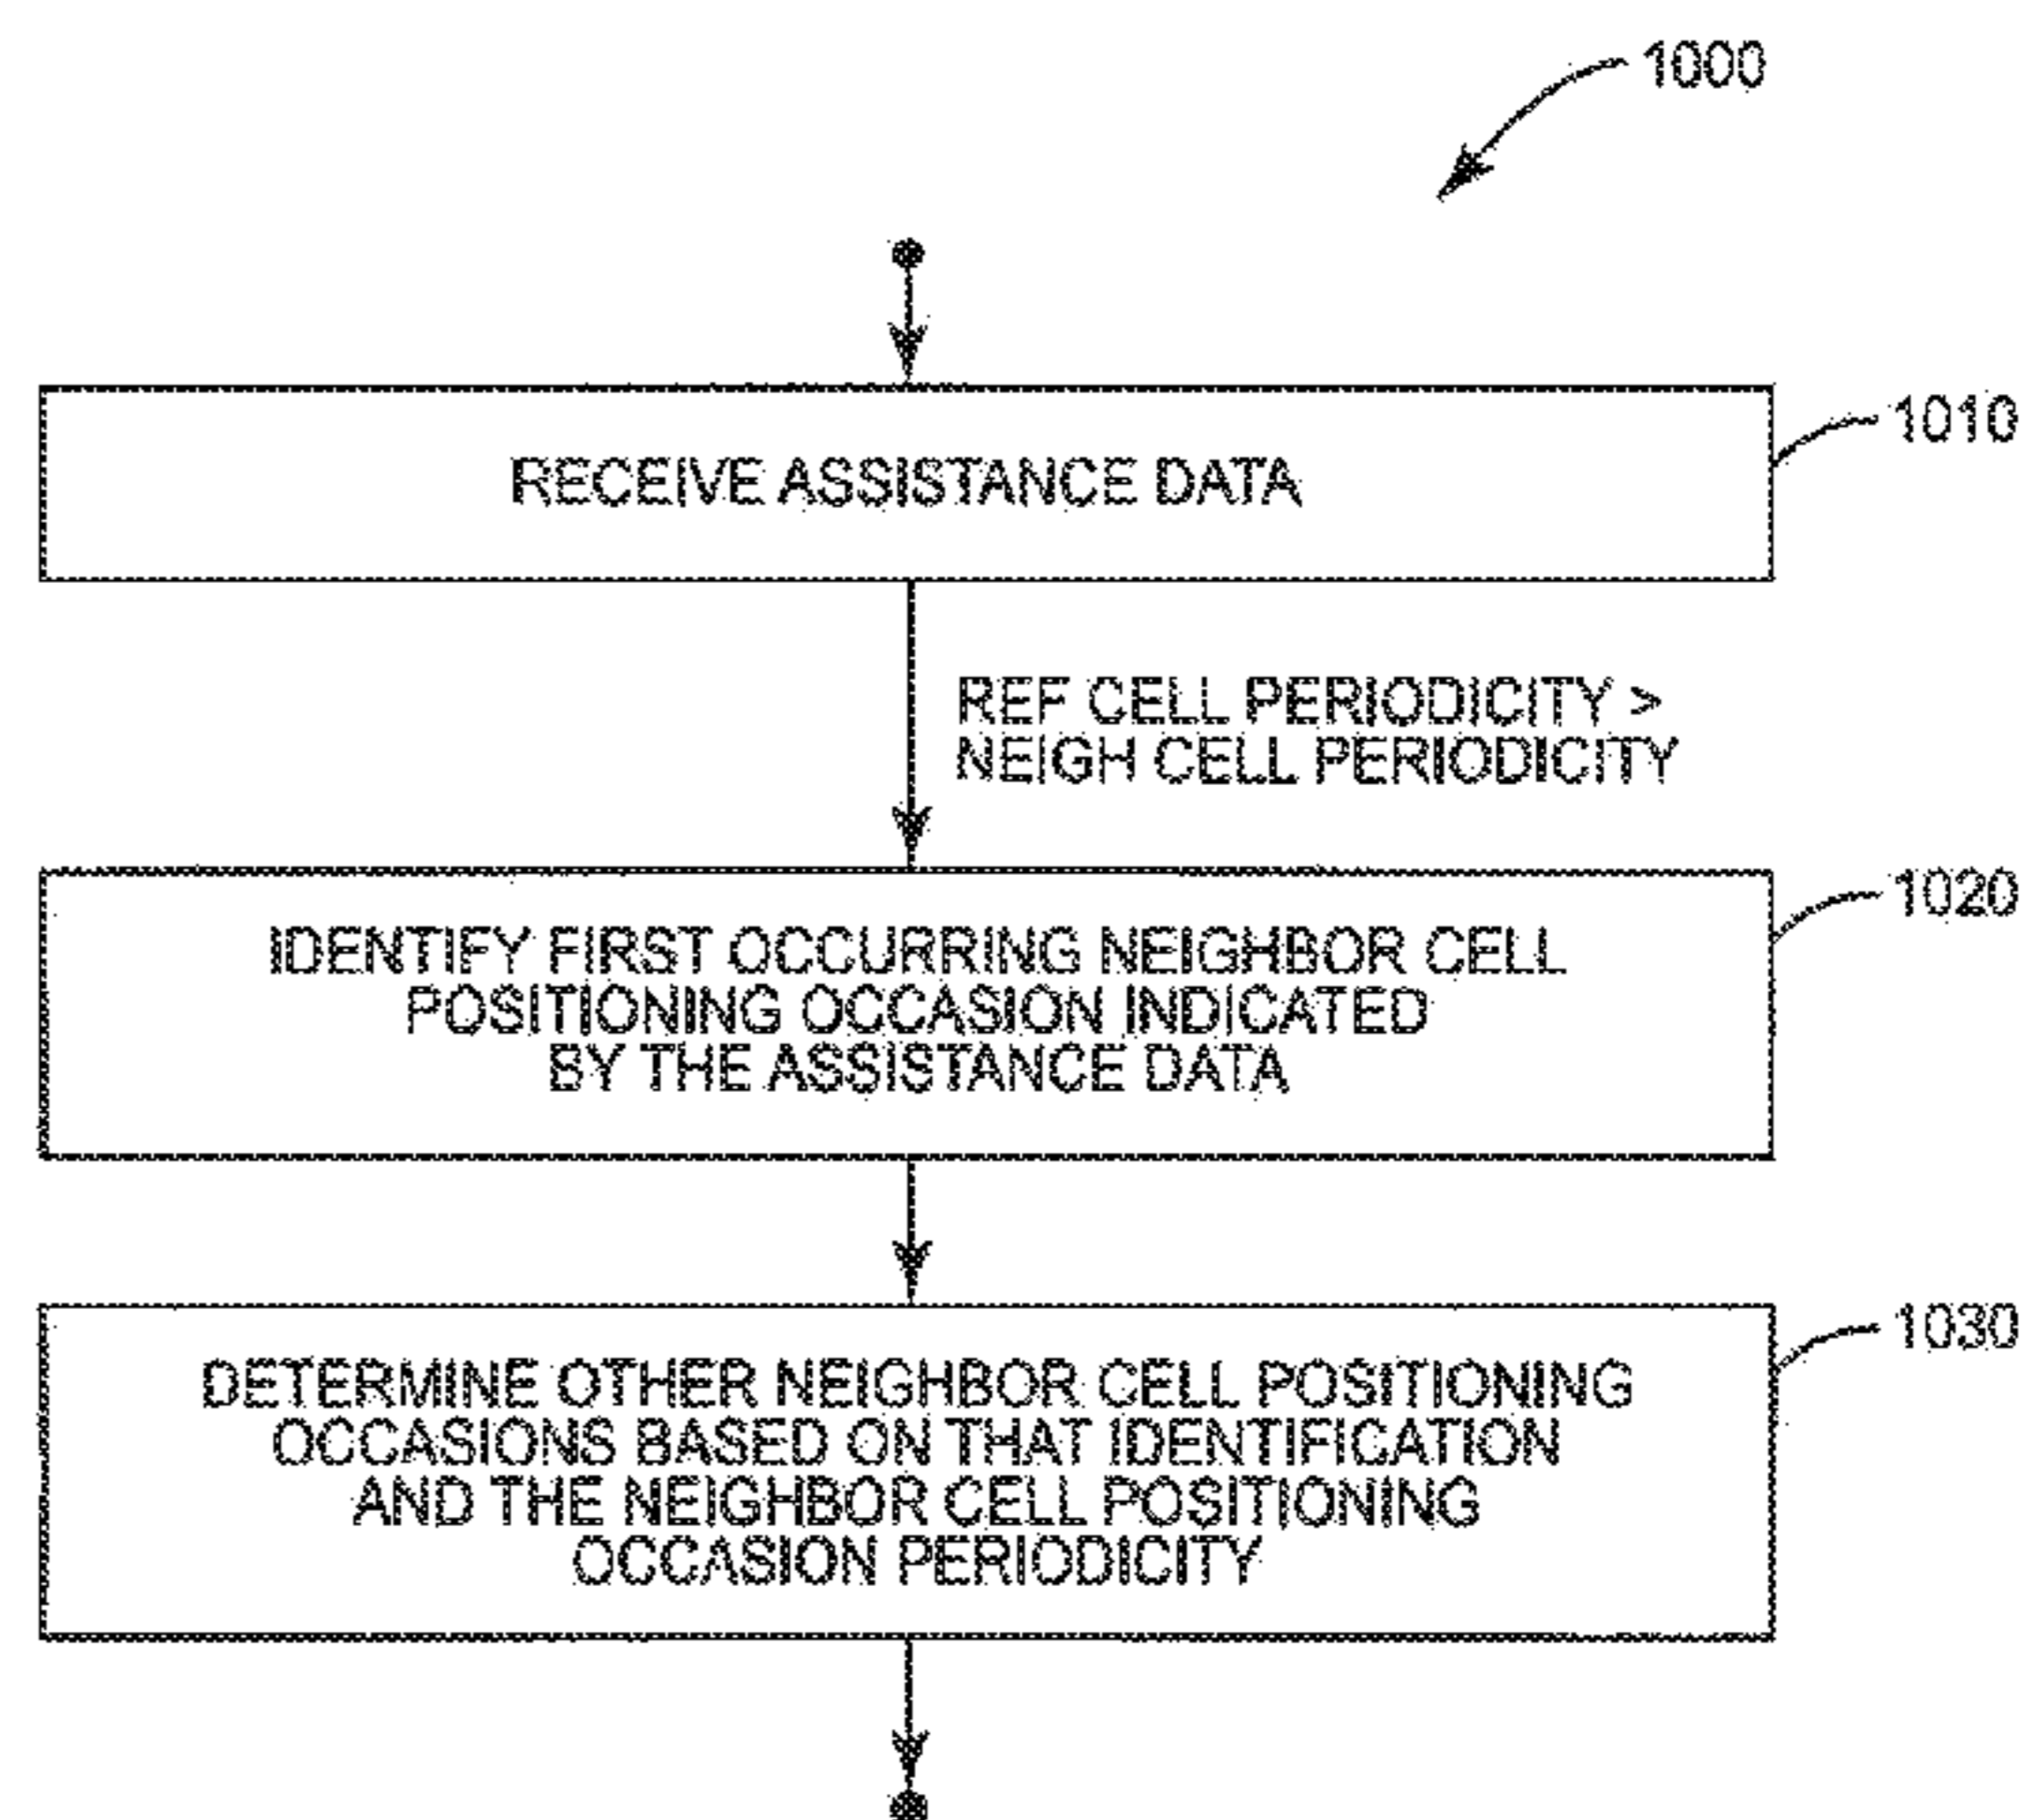 1000
RECEIVE ASSISTANCE DATA
1010
REF CELL PERIODICITY >
NEIGH CELL PERIODICITY
IDENTIFY FIRST OCCURRING NEIGHBOR CELL
POSITIONING OCCASION INDICATED
BY THE ASSISTANCE DATA
1020
DETERMINE OTHER NEIGHBOR CELL POSITIONING
OCCASIONS BASED ON THAT IDENTIFICATION
AND THE NEIGHBOR CELL POSITIONING
OCCASION PERIODICITY
1030